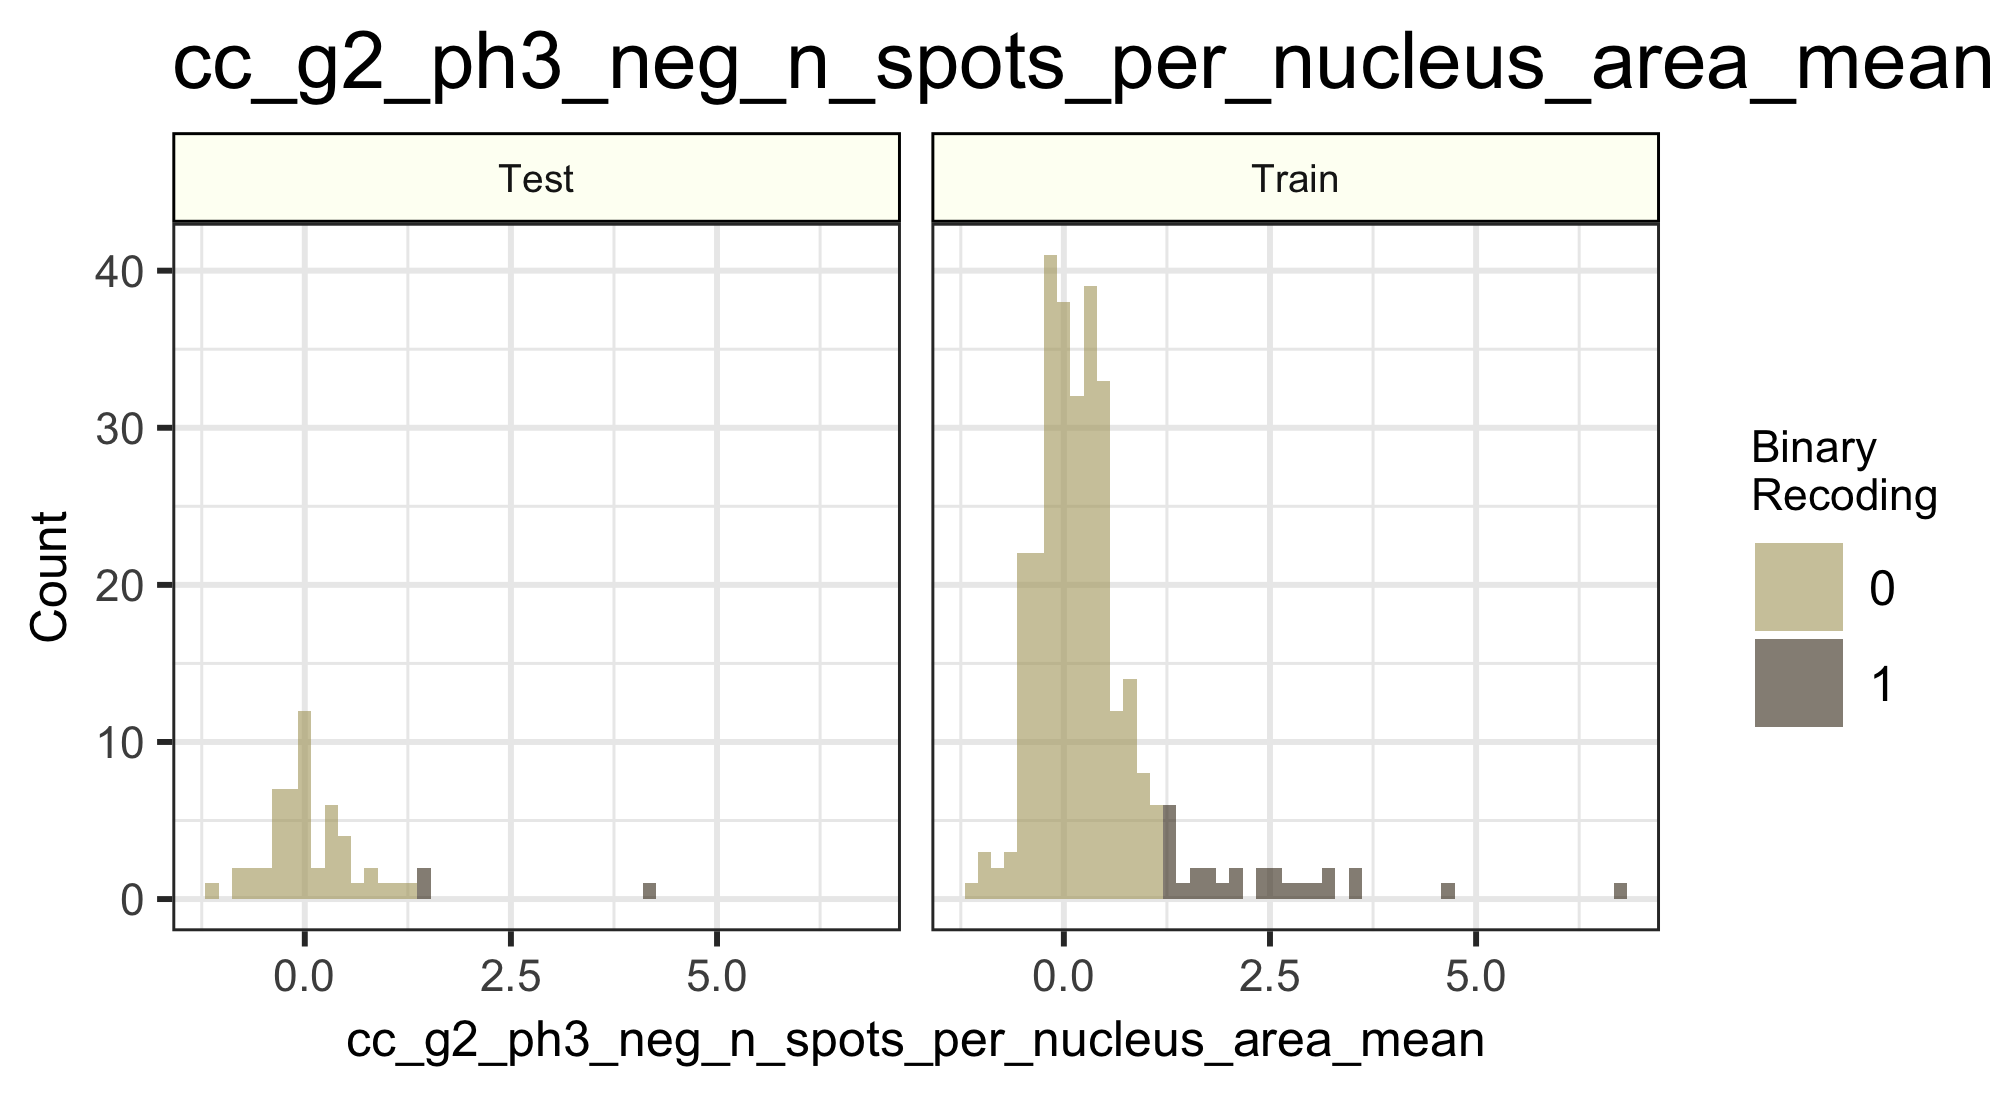 cc_g2_ph3_neg_n_spots_per_nucleus_area_mean
Test
Train
40
30
20
10
0
Count
0.0
2.5
5.0
0.0
2.5
5.0
cc_g2_ph3_neg_n_spots_per_nucleus_area_mean
Binary
Recoding
0
1